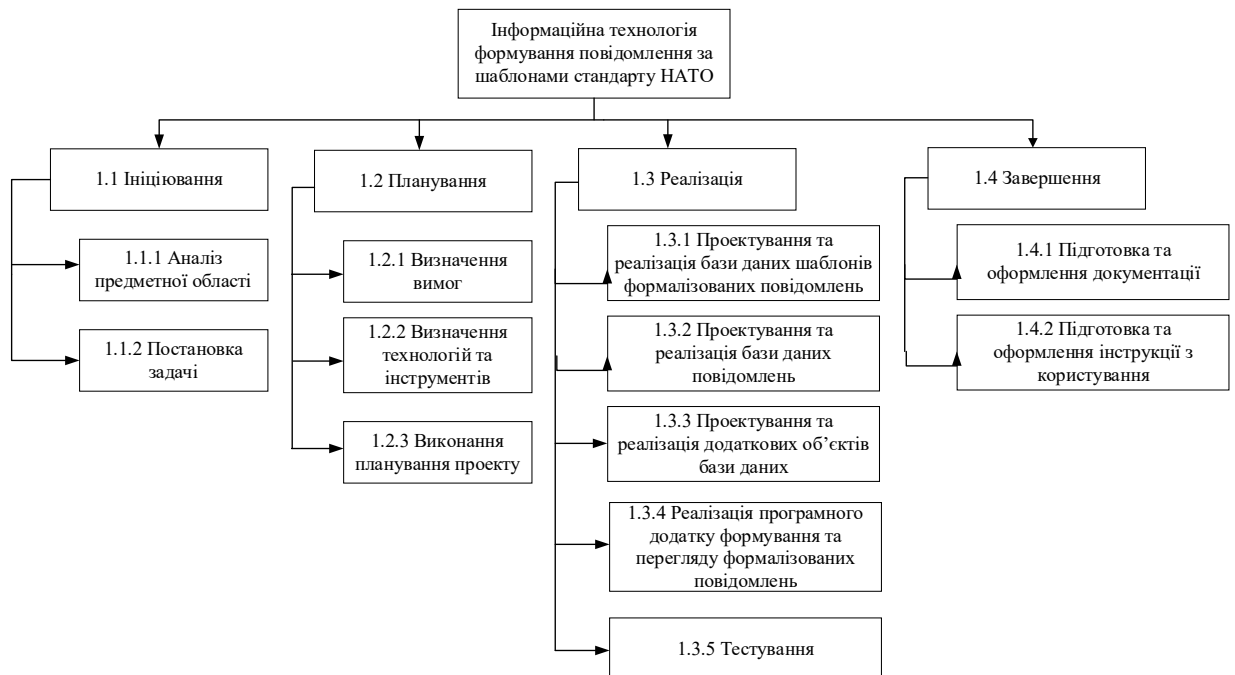 Інформаційна технологія
формування повідомлення за
шаблонами стандарту НАТО
1.1 Ініціювання
1.1.1 Аналіз
предметної області
1.1.2 Постановка
задачі
1.2 Планування
1.2.1 Визначення
вимог
1.2.2 Визначення
технологій та
інструментів
1.2.3 Виконання
планування проекту
1.3 Реалізація
1.3.1 Проектування та
реалізація бази даних шаблонів
формалізованих повідомлень
1.3.2 Проектування та
реалізація бази даних
повідомлень
1.3.3 Проектування та
реалізація додаткових об’єктів
бази даних
1.3.4 Реалізація програмного
додатку формування та
перегляду формалізованих
повідомлень
1.3.5 Тестування
1.4 Завершення
1.4.1 Підготовка та
оформлення документації
1.4.2 Підготовка та
оформлення інструкції з
користування